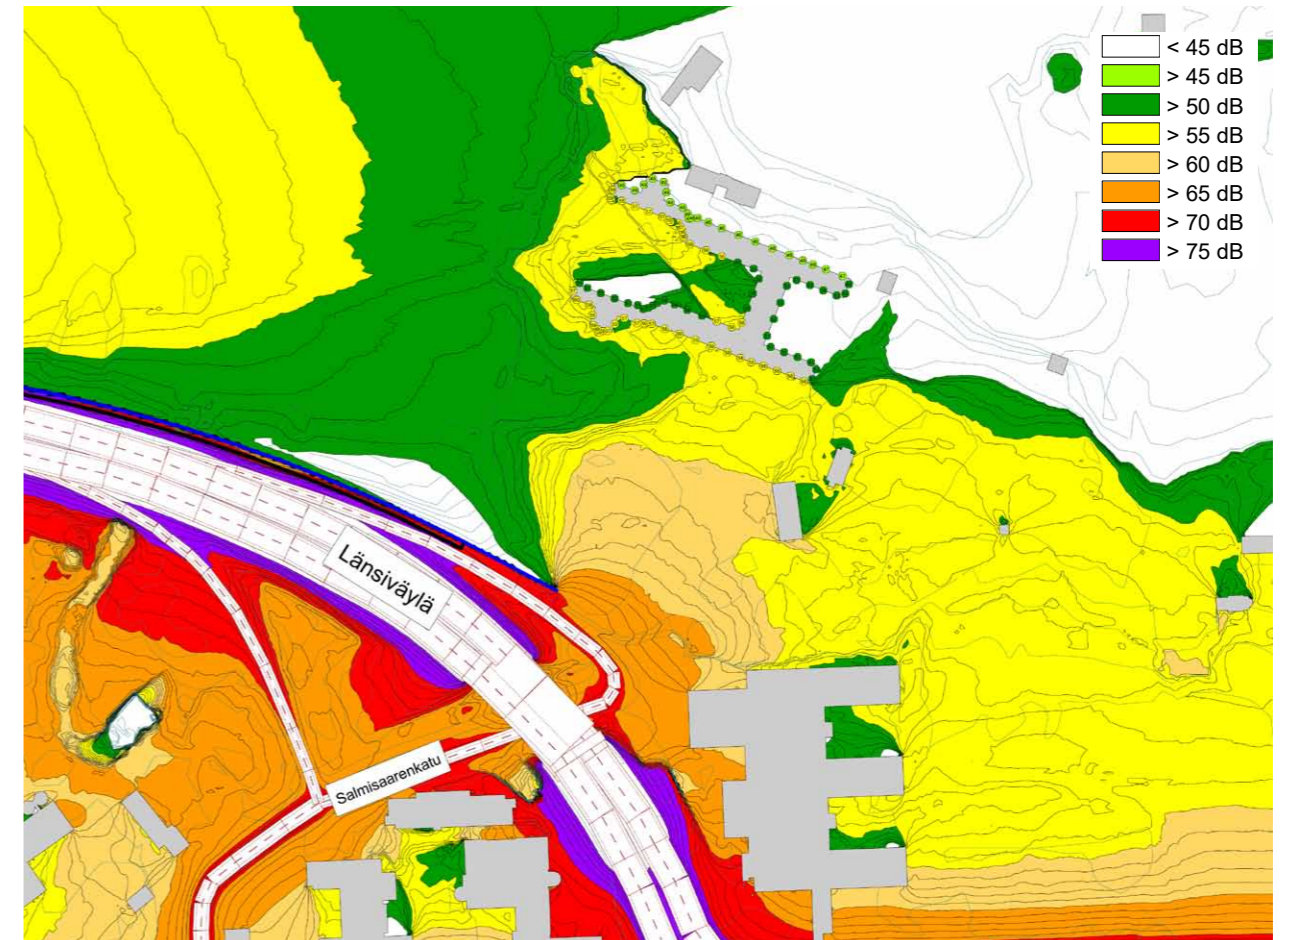 < 45 dB
> 45 dB
> 50 dB
> 55 dB
> 60 dB
> 65 dB
> 70 dB
> 75 dB
Länsiväylä
Salmisaarenkatu